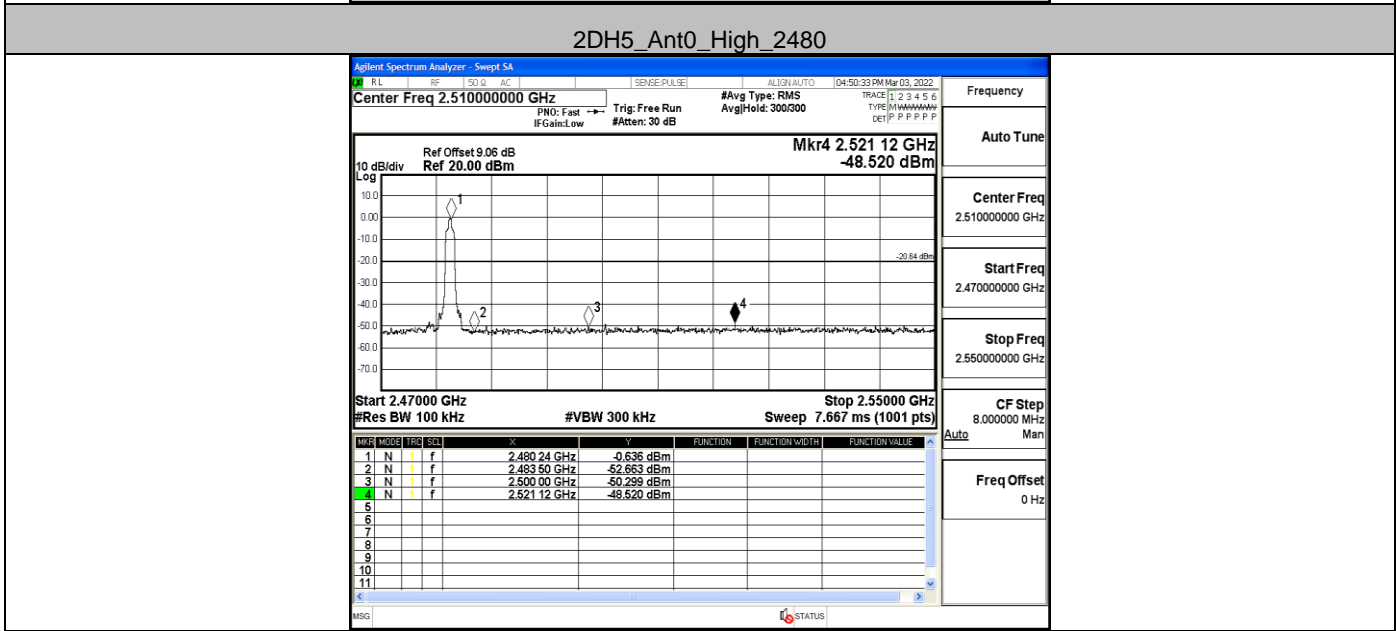 2DH5_Ant0_High_2480
Agilent Spectrum Analyzer - Swept SA
RL RF 50 Ω AC SENSE:PULSE ALIGNAUTO 04:50:33 PM Mar 03, 2022
Center Freq 2.510000000 GHz
PNO: Fast
IFGain:Low
Trig: Free Run
#Atten: 30 dB
#Avg Type: RMS
Avg|Hold: 300/300
TRACE 1 2 3 4 5 6
TYPE
DET P P P P P P
Frequency
Auto Tune
Center Freq
2.510000000 GHz
Start Freq
2.470000000 GHz
Stop Freq
2.550000000 GHz
CF Step
8.000000 MHz
Auto Man
Freq Offset
0 Hz
Mkr4 2.521 12 GHz
-48.520 dBm
Ref Offset 9.06 dB
10 dB/div Ref 20.00 dBm
Log
10.0
0.00
-10.0
-20.0
-30.0
-40.0
-50.0
-60.0
-70.0
1
2
3
4
-20.64 dBm
Start 2.47000 GHz Stop 2.55000 GHz
#Res BW 100 kHz #VBW 300 kHz Sweep 7.667 ms (1001 pts)
MKR MODE TRC SCL X Y FUNCTION FUNCTION WIDTH FUNCTION VALUE
1 N 1 f 2.480 24 GHz -0.636 dBm
2 N 1 f 2.483 50 GHz -52.663 dBm
3 N 1 f 2.500 00 GHz -50.299 dBm
4 N 1 f 2.521 12 GHz -48.520 dBm
5
6
7
8
9
10
11
MSG STATUS